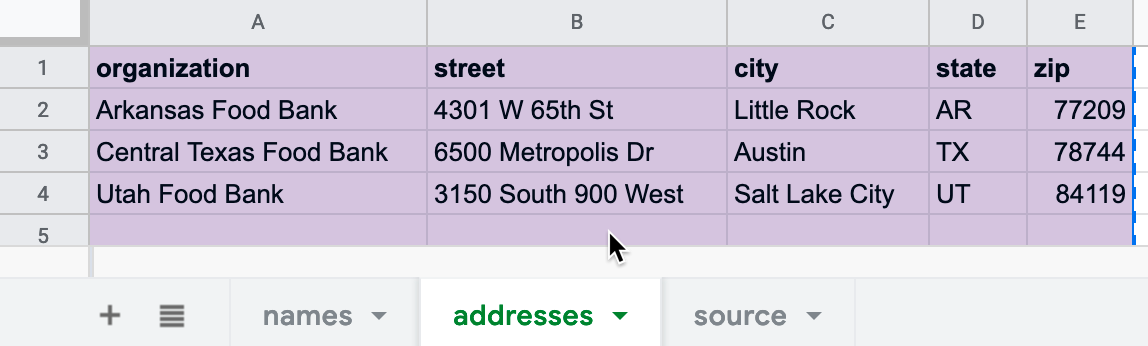 A B C D E
1 organization street city state zip
2 Arkansas Food Bank 4301 W 65th St Little Rock AR 77209
3 Central Texas Food Bank 6500 Metropolis Dr Austin TX 78744
4 Utah Food Bank 3150 South 900 West Salt Lake City UT 84119
5
+ names addresses source